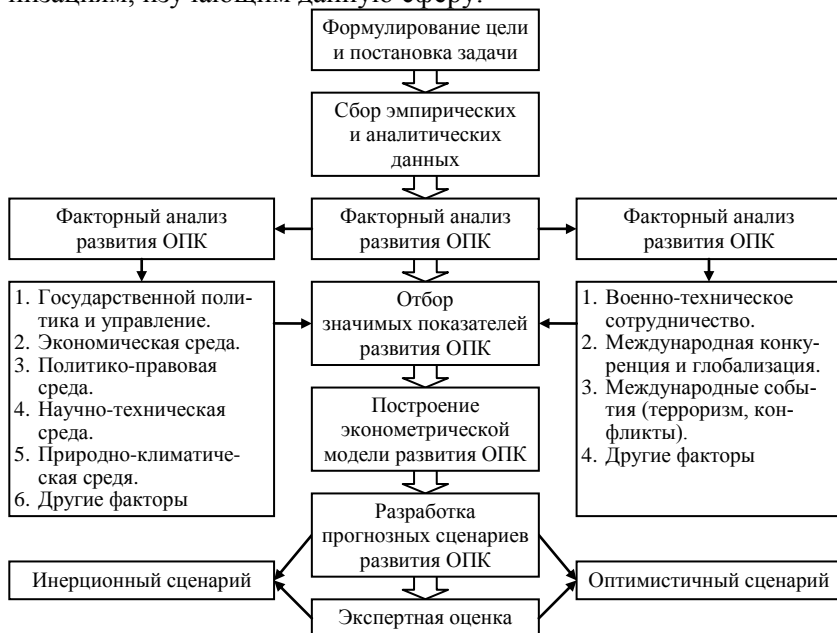 низациям, изучающим данную сферу.
Формулирование цели
и постановка задачи
Сбор эмпирических
и аналитических
данных
Факторный анализ
развития ОПК
Факторный анализ
развития ОПК
Факторный анализ
развития ОПК
1. Государственной поли-
тика и управление.
2. Экономическая среда.
3. Политико-правовая
среда.
4. Научно-техническая
среда.
5. Природно-климатиче-
ская средя.
6. Другие факторы
Отбор
значимых показателей
развития ОПК
1. Военно-техническое
сотрудничество.
2. Международная конку-
ренция и глобализация.
3. Международные собы-
тия (терроризм, кон-
фликты).
4. Другие факторы
Построение
эконометрической
модели развития ОПК
Разработка
прогнозных сценариев
развития ОПК
Инерционный сценарий
Оптимистичный сценарий
Экспертная оценка